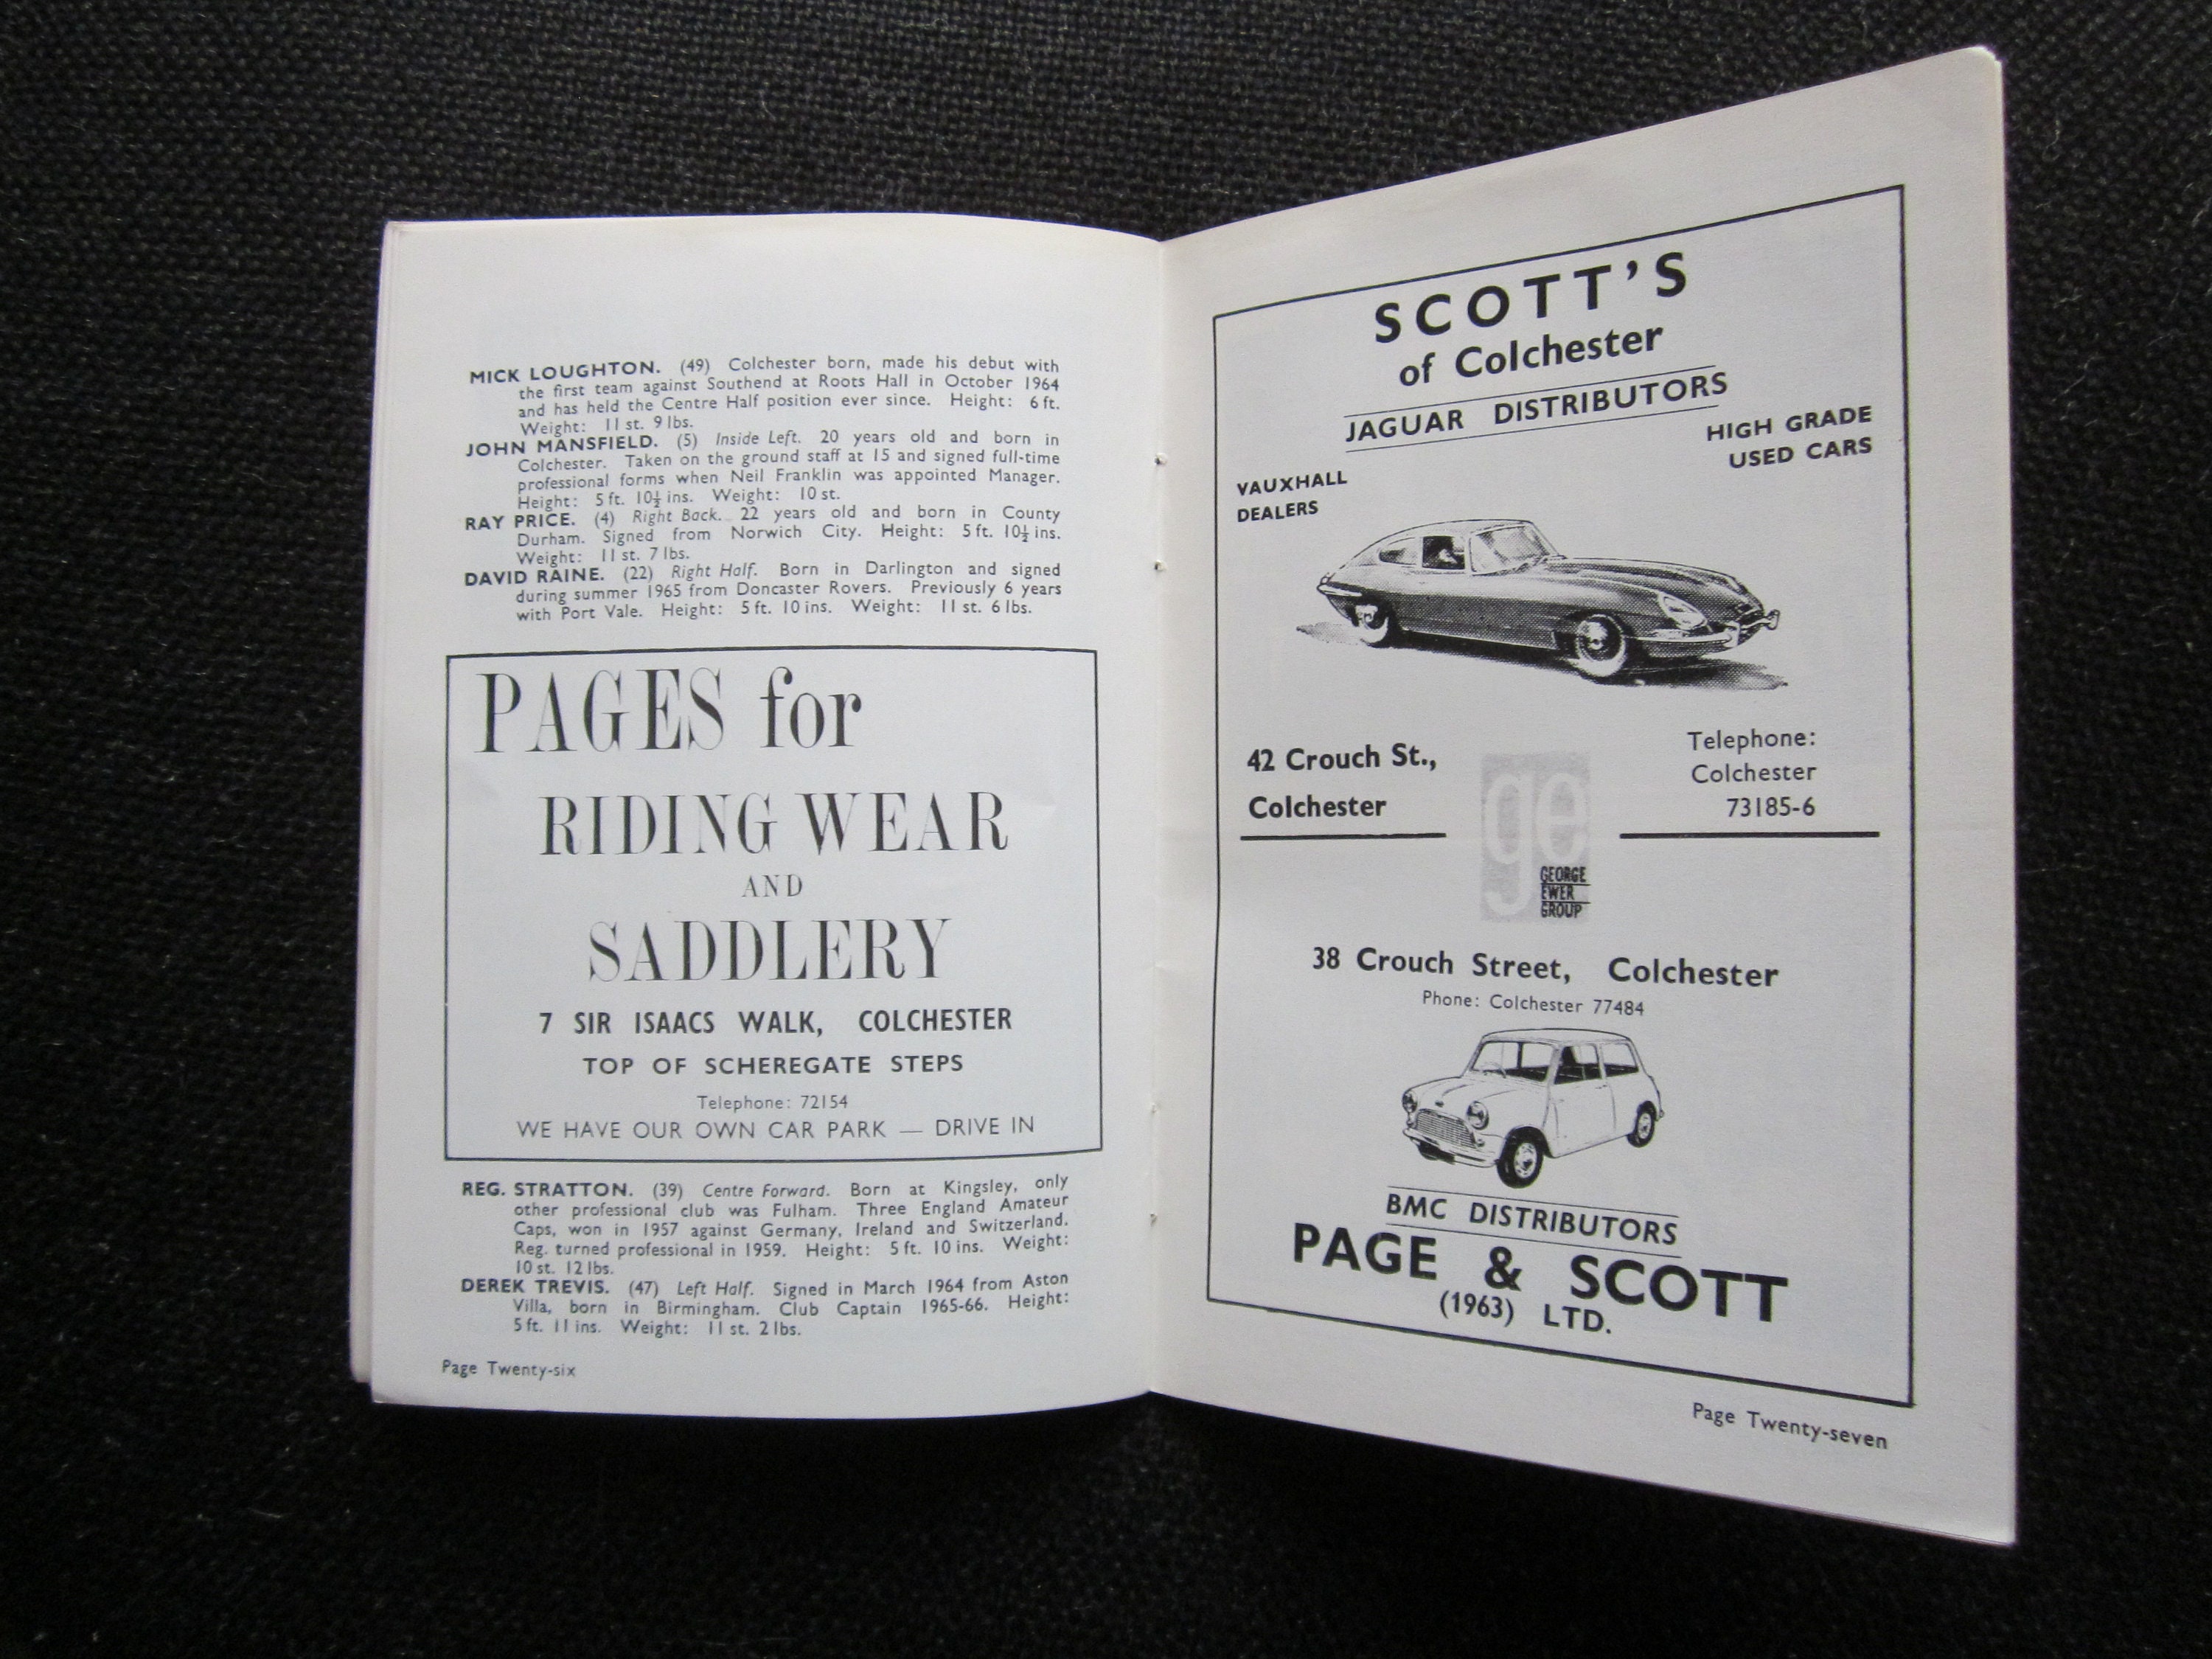 MICK LOUGHTON. (49) Colchester born, made his debut with
the first team against Southend at Roots Hall in October 1964
and has held the Centre Half position ever since. Height: 6 ft.
Weight: 11 st. 9 lbs.
JOHN MANSFIELD. (5) Inside Left. 20 years old and born in
Colchester. Taken on the ground staff at 15 and signed full-time
professional forms when Neil Franklin was appointed Manager.
Height: 5 ft. 10½ ins. Weight: 10 st.
RAY PRICE. (4) Right Back. 22 years old and born in County
Durham. Signed from Norwich City. Height: 5 ft. 10½ ins.
Weight: 11 st. 7 lbs.
DAVID RAINE. (22) Right Half. Born in Darlington and signed
during summer 1965 from Doncaster Rovers. Previously 6 years
with Port Vale. Height: 5 ft. 10 ins. Weight: 11 st. 6 lbs.
PAGES for
RIDING WEAR
AND
SADDLERY
7 SIR ISAACS WALK, COLCHESTER
TOP OF SCHEREGATE STEPS
Telephone: 72154
WE HAVE OUR OWN CAR PARK — DRIVE IN
REG. STRATTON. (39) Centre Forward. Born at Kingsley, only
other professional club was Fulham. Three England Amateur
Caps, won in 1957 against Germany, Ireland and Switzerland.
Reg. turned professional in 1959. Height: 5 ft. 10 ins. Weight:
10 st. 12 lbs.
DEREK TREVIS. (47) Left Half. Signed in March 1964 from Aston
Villa, born in Birmingham. Club Captain 1965-66. Height:
5 ft. 11 ins. Weight: 11 st. 2 lbs.
Page Twenty-six
SCOTT'S
of Colchester
JAGUAR DISTRIBUTORS
HIGH GRADE
USED CARS
VAUXHALL
DEALERS
42 Crouch St.,
Colchester
Telephone:
Colchester
73185-6
ge
GEORGE
EWER
GROUP
38 Crouch Street, Colchester
Phone: Colchester 77484
BMC DISTRIBUTORS
PAGE & SCOTT
(1963) LTD.
Page Twenty-seven